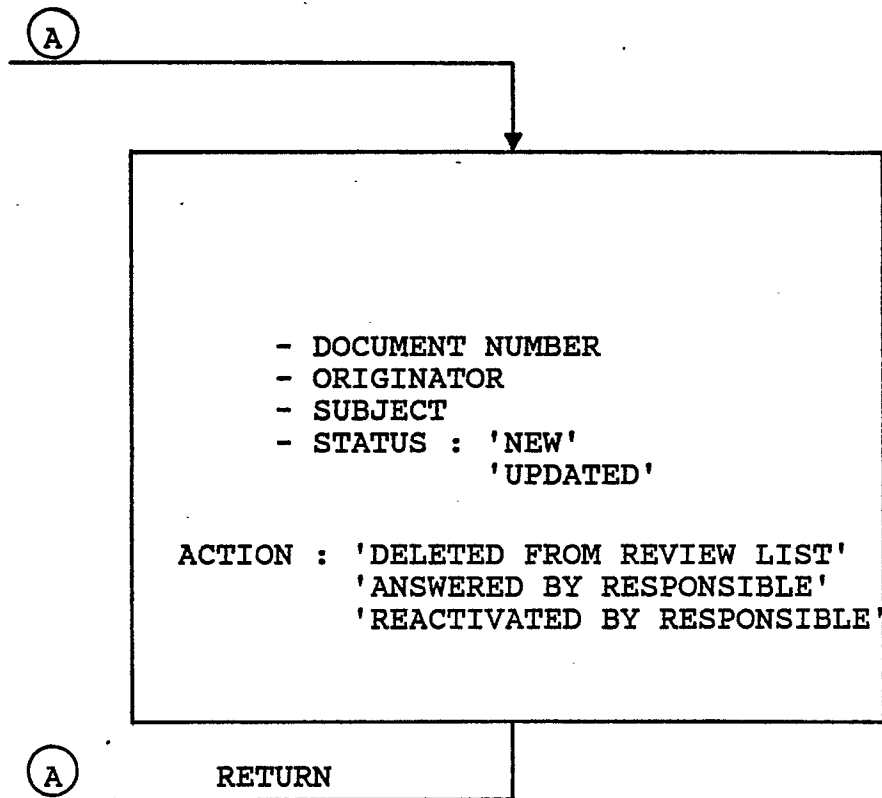 A
- DOCUMENT NUMBER
- ORIGINATOR
- SUBJECT
- STATUS : 'NEW'
'UPDATED'
ACTION : 'DELETED FROM REVIEW LIST'
'ANSWERED BY RESPONSIBLE'
'REACTIVATED BY RESPONSIBLE'
A RETURN